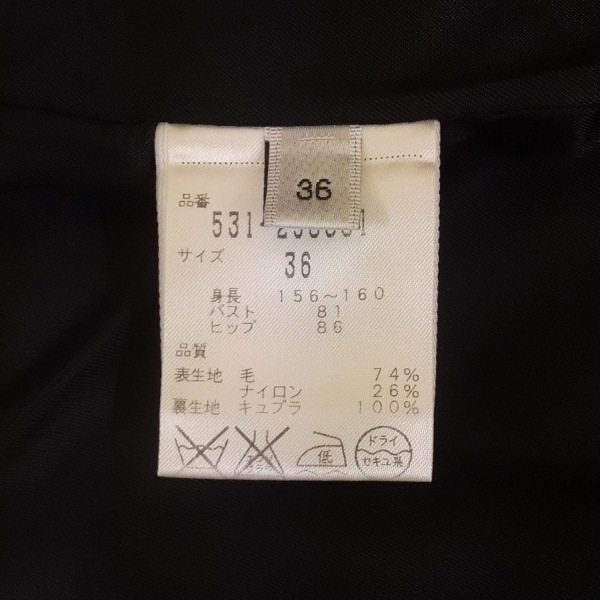 36
品番
531
サイズ 36
身長 156～160
バスト 81
ヒップ 86
品質
表生地 毛 74%
ナイロン 26%
裏生地 キュプラ 100%
低
ドライ
セキユ系